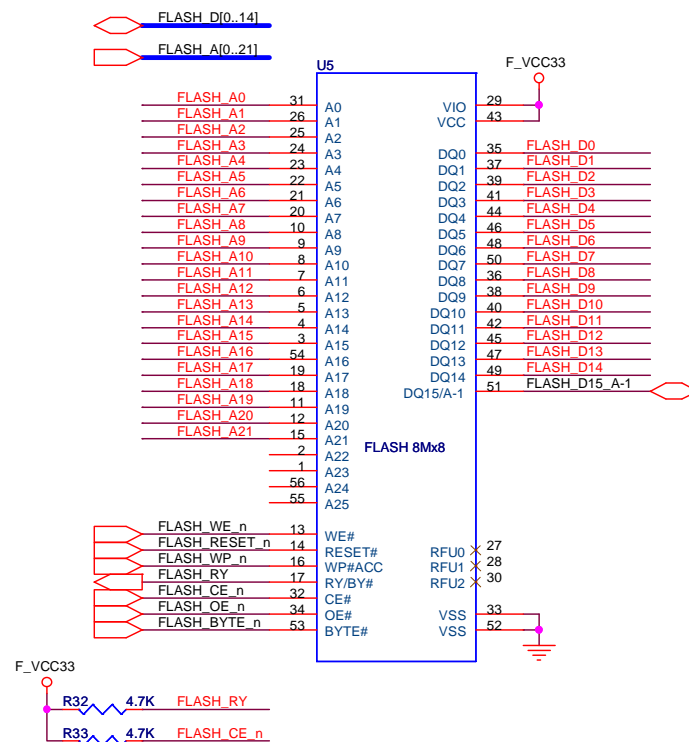 FLASH_D[0..14]
FLASH_A[0..21]
U5
F_VCC33
FLASH_A0 31 A0 VIO 29
FLASH_A1 26 A1 VCC 43
FLASH_A2 25 A2
FLASH_A3 24 A3 DQ0 35 FLASH_D0
FLASH_A4 23 A4 DQ1 37 FLASH_D1
FLASH_A5 22 A5 DQ2 39 FLASH_D2
FLASH_A6 21 A6 DQ3 41 FLASH_D3
FLASH_A7 20 A7 DQ4 44 FLASH_D4
FLASH_A8 10 A8 DQ5 46 FLASH_D5
FLASH_A9 9 A9 DQ6 48 FLASH_D6
FLASH_A10 8 A10 DQ7 50 FLASH_D7
FLASH_A11 7 A11 DQ8 36 FLASH_D8
FLASH_A12 6 A12 DQ9 38 FLASH_D9
FLASH_A13 5 A13 DQ10 40 FLASH_D10
FLASH_A14 4 A14 DQ11 42 FLASH_D11
FLASH_A15 3 A15 DQ12 45 FLASH_D12
FLASH_A16 54 A16 DQ13 47 FLASH_D13
FLASH_A17 19 A17 DQ14 49 FLASH_D14
FLASH_A18 18 A18 DQ15/A-1 51 FLASH_D15_A-1
FLASH_A19 11 A19
FLASH_A20 12 A20
FLASH_A21 15 A21
2 A22 FLASH 8Mx8
1 A23
56 A24
55 A25
FLASH_WE_n 13 WE#
FLASH_RESET_n 14 RESET# RFU0 27
FLASH_WP_n 16 WP#ACC RFU1 28
FLASH_RY 17 RY/BY# RFU2 30
FLASH_CE_n 32 CE#
FLASH_OE_n 34 OE# VSS 33
FLASH_BYTE_n 53 BYTE# VSS 52
F_VCC33
R32 4.7K FLASH_RY
R33 4.7K FLASH_CE_n